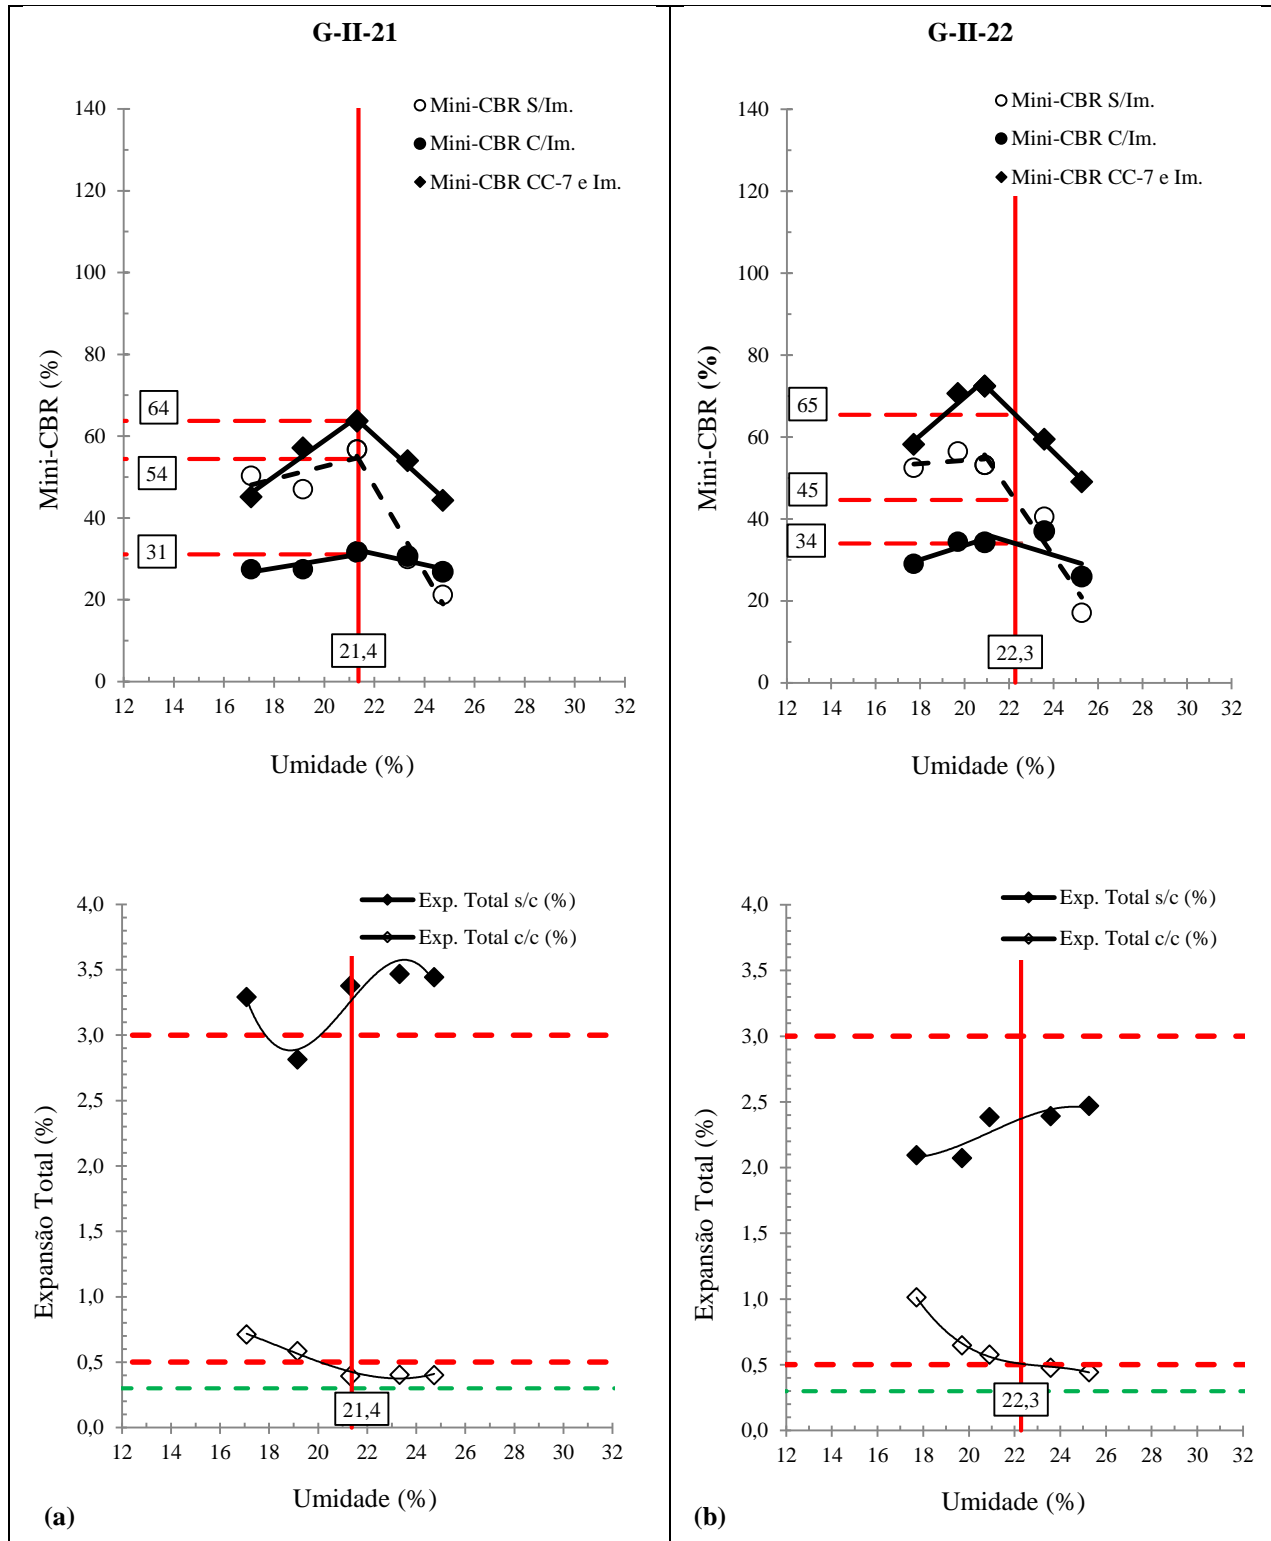 G-II-21
Mini-CBR S/Im.
Mini-CBR C/Im.
Mini-CBR CC-7 e Im.
140
120
100
80
60
40
20
0
64
54
31
21,4
12 14 16 18 20 22 24 26 28 30 32
Mini-CBR (%)
Umidade (%)
Exp. Total s/c (%)
Exp. Total c/c (%)
4,0
3,5
3,0
2,5
2,0
1,5
1,0
0,5
0,0
21,4
12 14 16 18 20 22 24 26 28 30 32
Expansão Total (%)
Umidade (%)
(a)
G-II-22
Mini-CBR S/Im.
Mini-CBR C/Im.
Mini-CBR CC-7 e Im.
140
120
100
80
60
40
20
0
65
45
34
22,3
12 14 16 18 20 22 24 26 28 30 32
Mini-CBR (%)
Umidade (%)
Exp. Total s/c (%)
Exp. Total c/c (%)
4,0
3,5
3,0
2,5
2,0
1,5
1,0
0,5
0,0
22,3
12 14 16 18 20 22 24 26 28 30 32
Expansão Total (%)
Umidade (%)
(b)